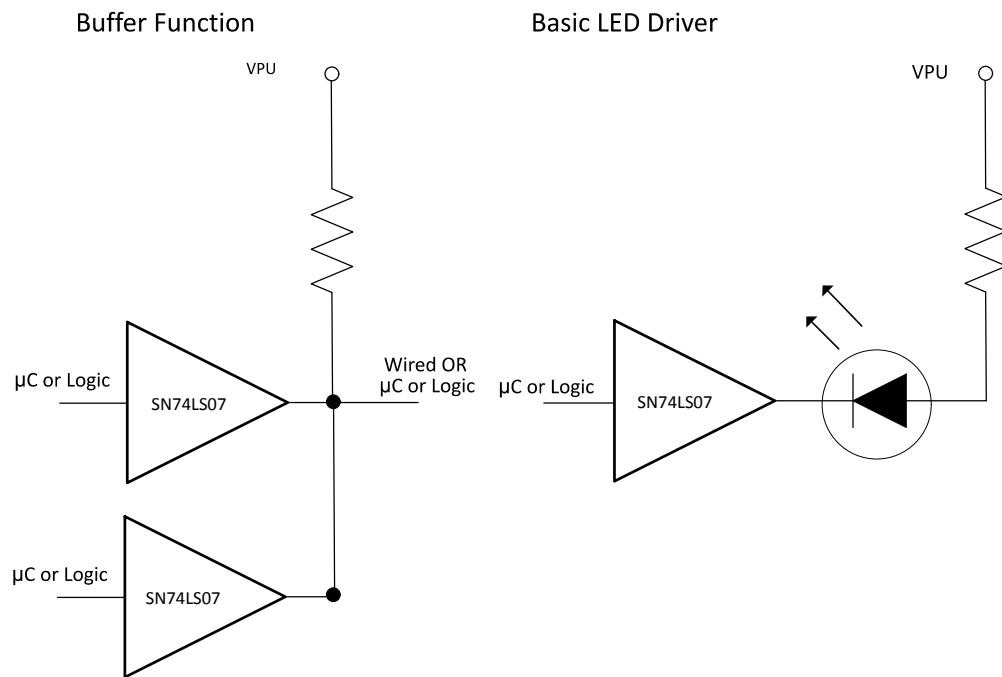 Buffer Function
Basic LED Driver
VPU
VPU
Wired OR
µC or Logic
µC or Logic
SN74LS07
µC or Logic
SN74LS07
µC or Logic
SN74LS07